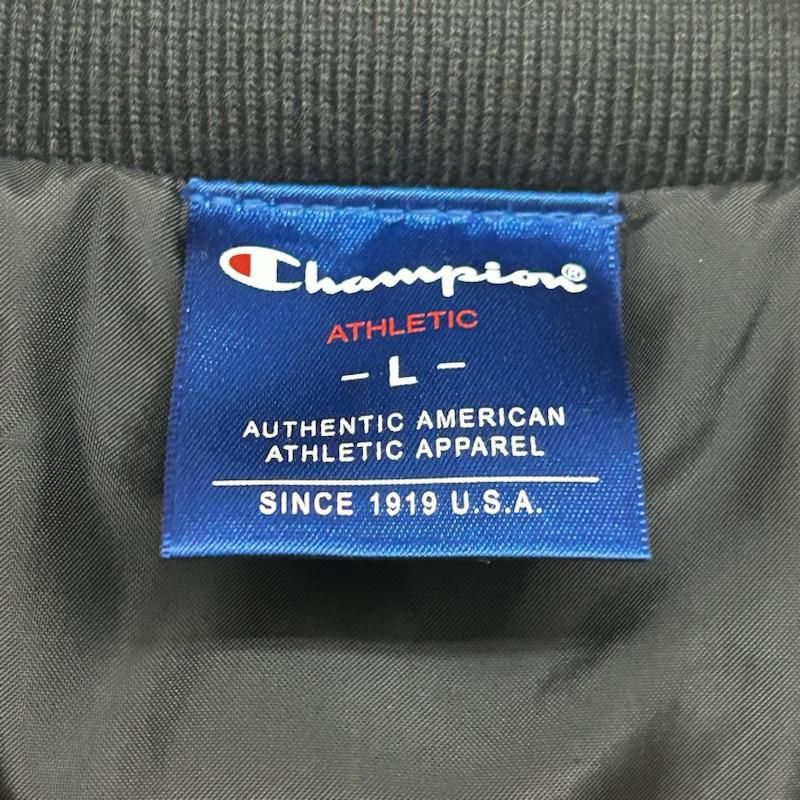 Champion®
ATHLETIC
- L -
AUTHENTIC AMERICAN
ATHLETIC APPAREL
SINCE 1919 U.S.A.